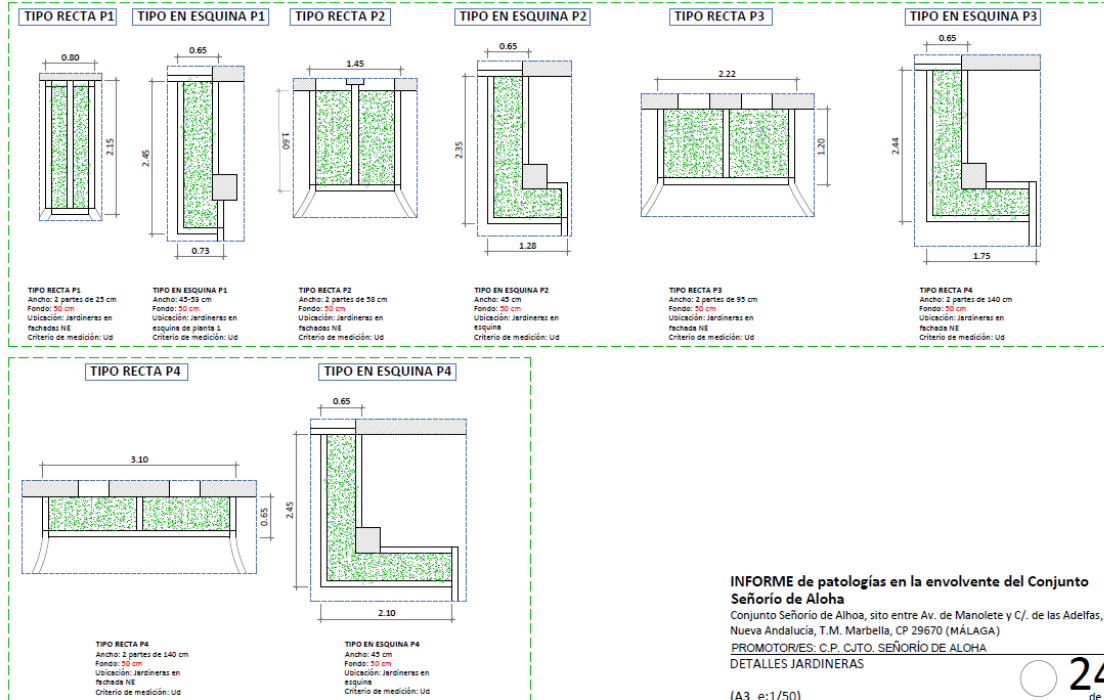 TIPO RECTA P1
TIPO EN ESQUINA P1
TIPO RECTA P2
TIPO EN ESQUINA P2
TIPO RECTA P3
TIPO EN ESQUINA P3
0.80
2.15
0.65
2.45
0.73
1.45
1.60
0.65
2.35
1.28
2.22
1.20
0.65
2.44
1.75
TIPO RECTA P1
Ancho: 2 partes de 25 cm
Fondo: 50 cm
Ubicación: Jardineras en
fachadas NE
Criterio de medición: Ud
TIPO EN ESQUINA P1
Ancho: 45-53 cm
Fondo: 50 cm
Ubicación: Jardineras en
esquina de planta 1
Criterio de medición: Ud
TIPO RECTA P2
Ancho: 2 partes de 58 cm
Fondo: 50 cm
Ubicación: Jardineras en
fachadas NE
Criterio de medición: Ud
TIPO EN ESQUINA P2
Ancho: 45 cm
Fondo: 50 cm
Ubicación: Jardineras en
esquina
Criterio de medición: Ud
TIPO RECTA P3
Ancho: 2 partes de 95 cm
Fondo: 50 cm
Ubicación: Jardineras en
fachada NE
Criterio de medición: Ud
TIPO RECTA P4
Ancho: 2 partes de 140 cm
Fondo: 50 cm
Ubicación: Jardineras en
fachada NE
Criterio de medición: Ud
TIPO RECTA P4
TIPO EN ESQUINA P4
3.10
0.65
0.65
2.45
2.10
TIPO RECTA P4
Ancho: 2 partes de 140 cm
Fondo: 50 cm
Ubicación: Jardineras en
fachada NE
Criterio de medición: Ud
TIPO EN ESQUINA P4
Ancho: 45 cm
Fondo: 50 cm
Ubicación: Jardineras en
esquina
Criterio de medición: Ud
INFORME de patologías en la envolvente del Conjunto
Señorío de Aloha
Conjunto Señorío de Alhoa, sito entre Av. de Manolete y C/. de las Adelfas,
Nueva Andalucía, T.M. Marbella, CP 29670 (MÁLAGA)
PROMOTOR/ES: C.P. CJTO. SEÑORÍO DE ALOHA
DETALLES JARDINERAS
24
de
(A3 e:1/50)